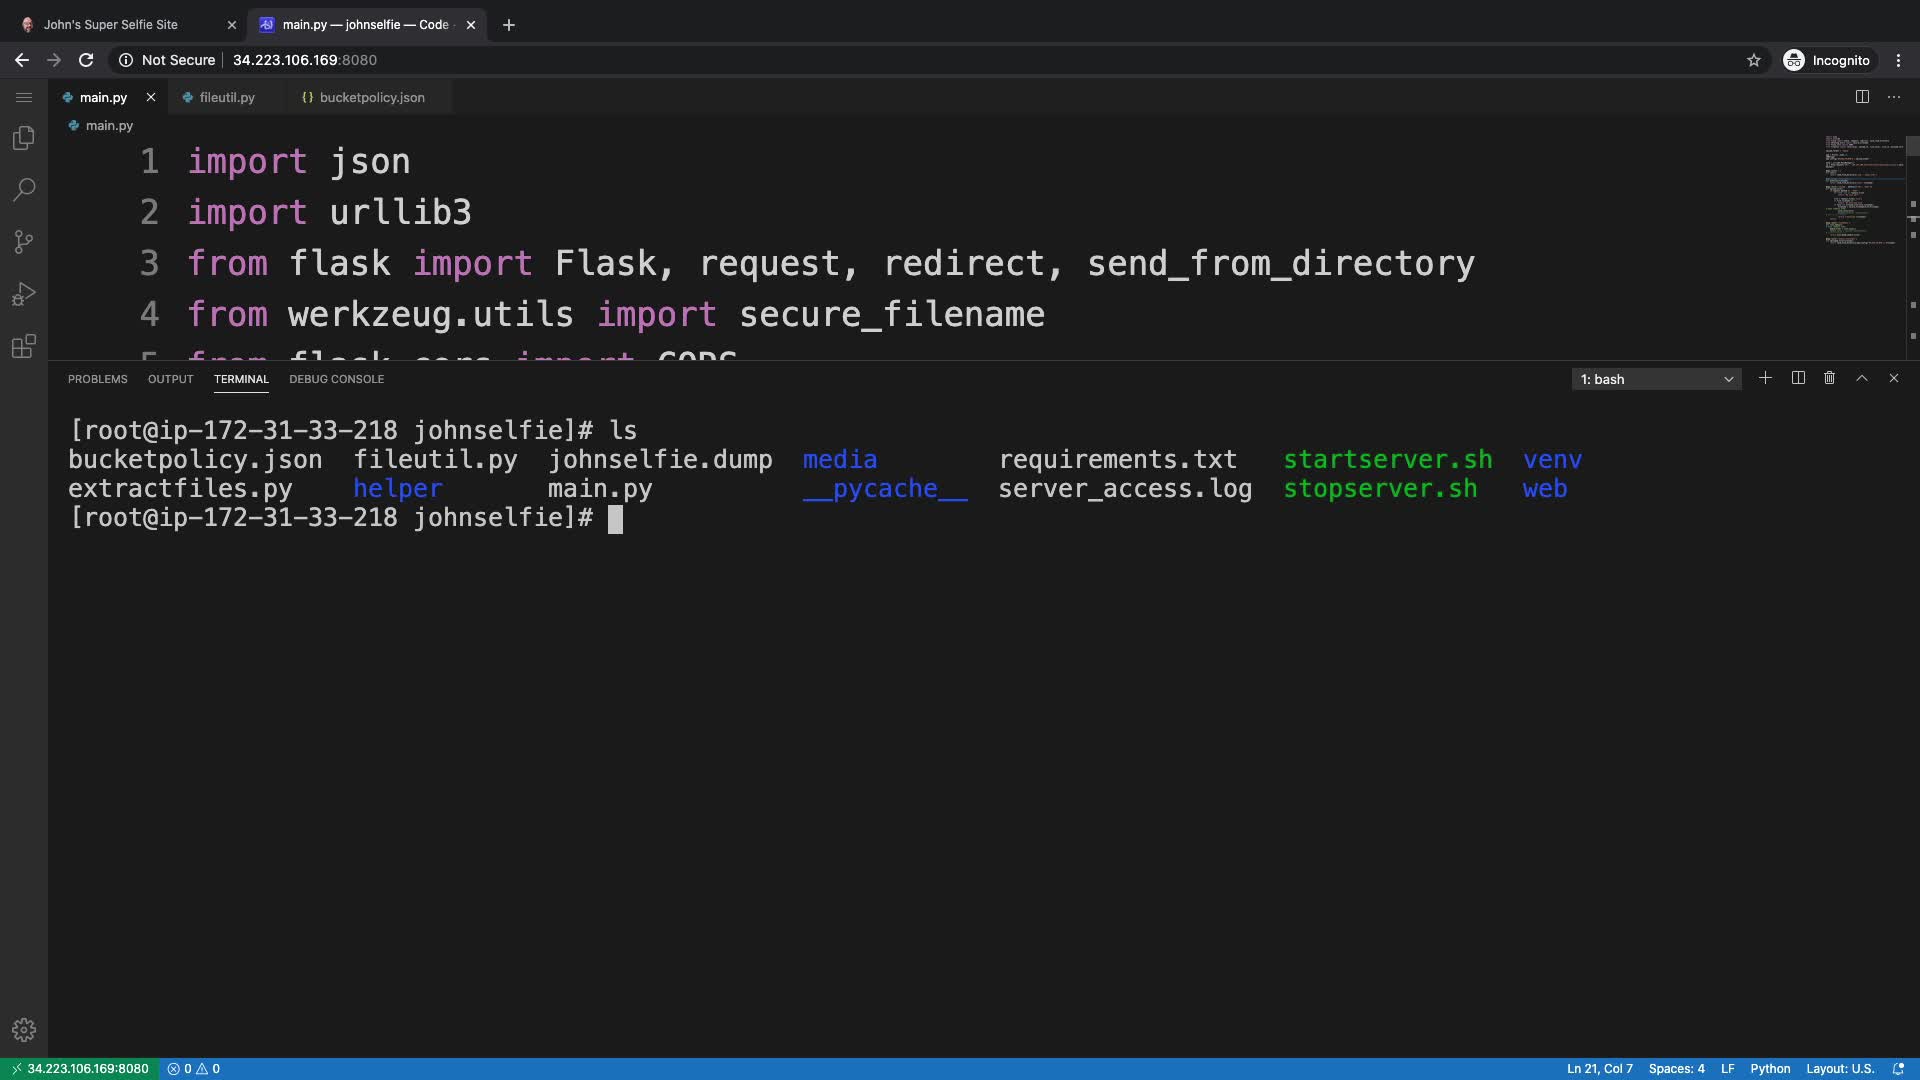 John's Super Selfie Site
main.py — johnselfie — Code -
Not Secure
34.223.106.169:8080
Incognito
main.py
fileutil.py
{} bucketpolicy.json
main.py
1 import json
2 import urllib3
3 from flask import Flask, request, redirect, send_from_directory
4 from werkzeug.utils import secure_filename
5 from flask_cors import CORS
PROBLEMS OUTPUT TERMINAL DEBUG CONSOLE
1: bash
[root@ip-172-31-33-218 johnselfie]# ls
bucketpolicy.json fileutil.py johnselfie.dump media requirements.txt startserver.sh venv
extractfiles.py helper main.py __pycache__ server_access.log stopserver.sh web
[root@ip-172-31-33-218 johnselfie]#
34.223.106.169:8080 0 0 Ln 21, Col 7 Spaces: 4 LF Python Layout: U.S.